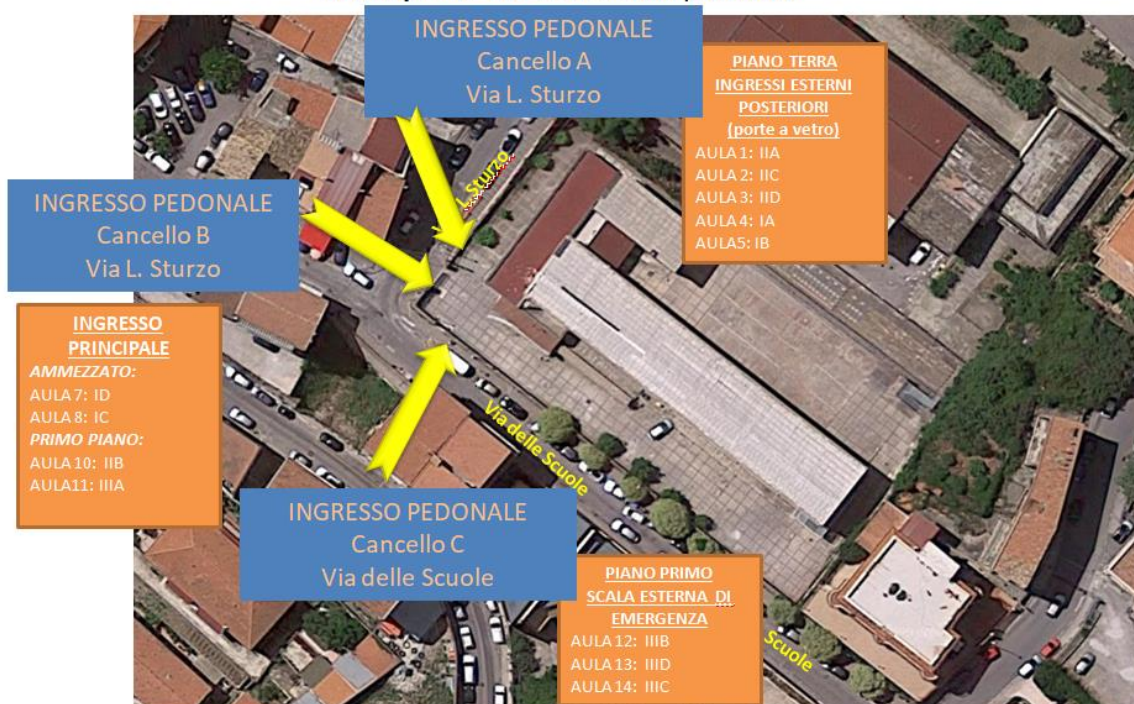 INGRESSO PEDONALE
Cancello A
Via L. Sturzo
PIANO TERRA
INGRESSI ESTERNI
POSTERIORI
(porte a vetro)
AULA 1: IIA
AULA 2: IIC
AULA 3: IID
AULA 4: IA
AULA5: IB
L. Sturzo
INGRESSO PEDONALE
Cancello B
Via L. Sturzo
INGRESSO
PRINCIPALE
AMMEZZATO:
AULA 7: ID
AULA 8: IC
PRIMO PIANO:
AULA 10: IIB
AULA11: IIIA
Via delle Scuole
INGRESSO PEDONALE
Cancello C
Via delle Scuole
PIANO PRIMO
SCALA ESTERNA DI
EMERGENZA
AULA 12: IIIB
AULA 13: IIID
AULA 14: IIIC
Scuole